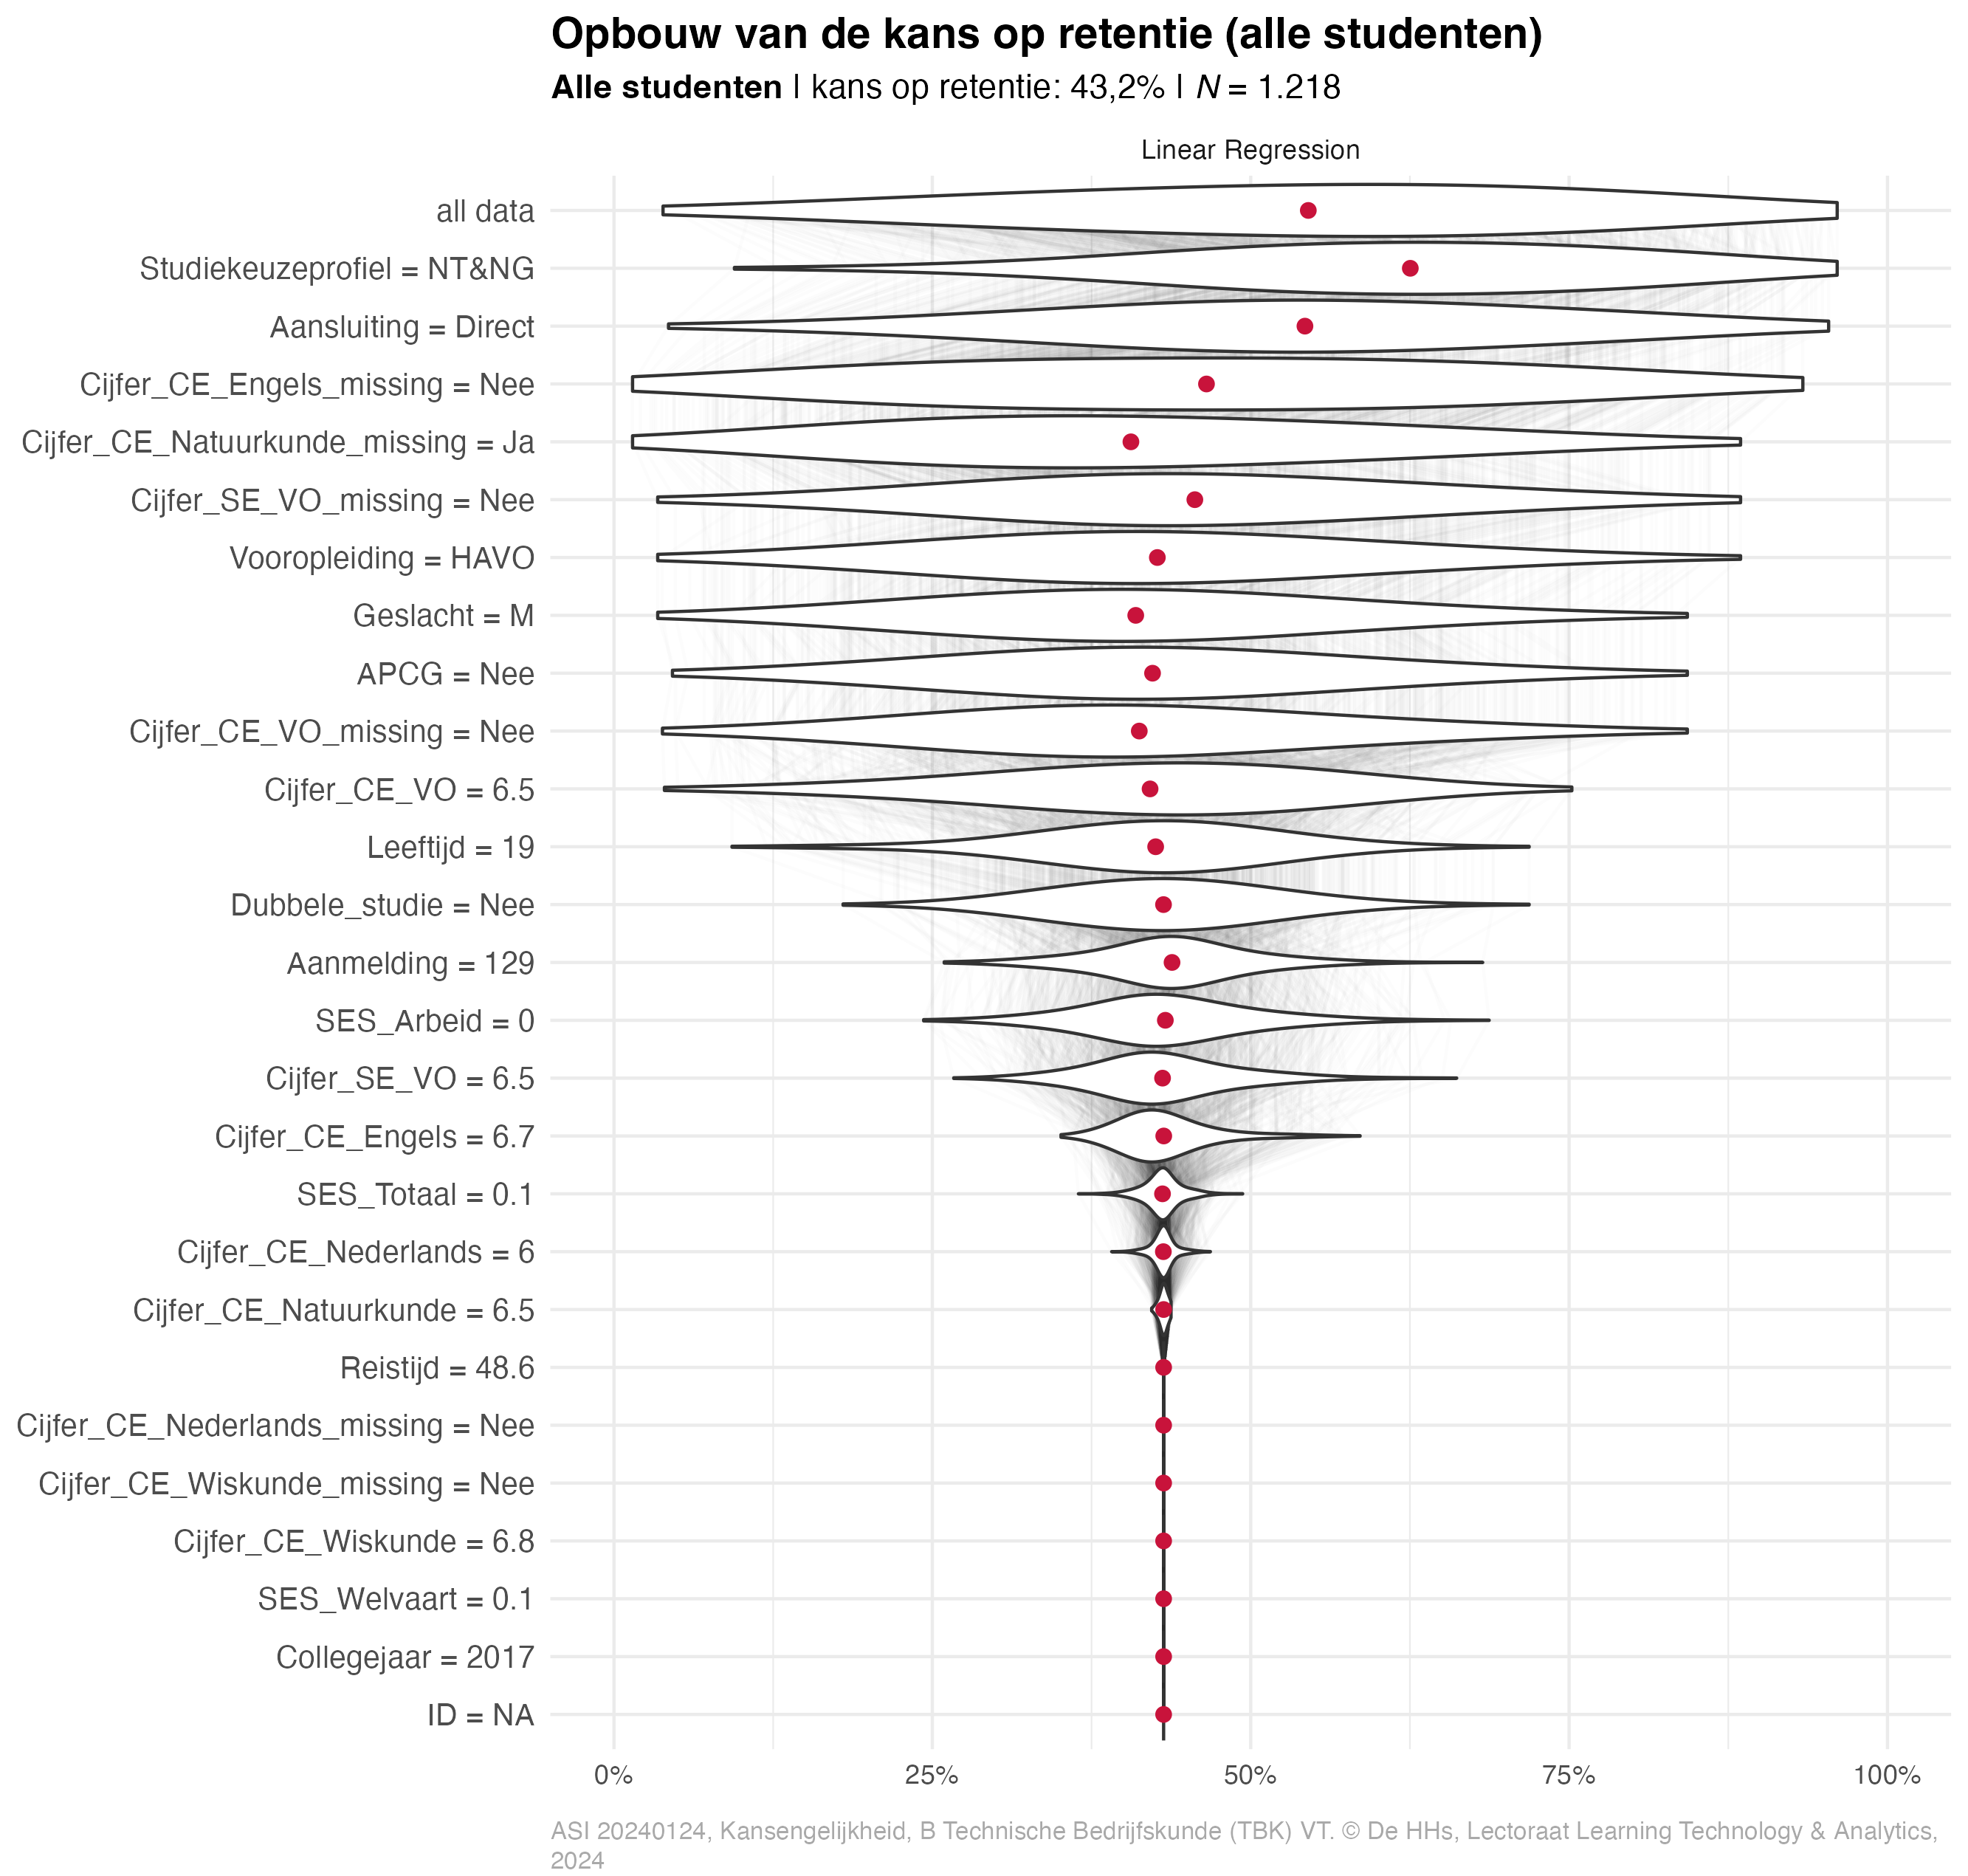 Opbouw van de kans op retentie (alle studenten)
Alle studenten | kans op retentie: 43,2% | N = 1.218
Linear Regression
all data
Studiekeuzeprofiel = NT&NG
Aansluiting = Direct
Cijfer_CE_Engels_missing = Nee
Cijfer_CE_Natuurkunde_missing = Ja
Cijfer_SE_VO_missing = Nee
Vooropleiding = HAVO
Geslacht = M
APCG = Nee
Cijfer_CE_VO_missing = Nee
Cijfer_CE_VO = 6.5
Leeftijd = 19
Dubbele_studie = Nee
Aanmelding = 129
SES_Arbeid = 0
Cijfer_SE_VO = 6.5
Cijfer_CE_Engels = 6.7
SES_Totaal = 0.1
Cijfer_CE_Nederlands = 6
Cijfer_CE_Natuurkunde = 6.5
Reistijd = 48.6
Cijfer_CE_Nederlands_missing = Nee
Cijfer_CE_Wiskunde_missing = Nee
Cijfer_CE_Wiskunde = 6.8
SES_Welvaart = 0.1
Collegejaar = 2017
ID = NA
0% 25% 50% 75% 100%
ASI 20240124, Kansengelijkheid, B Technische Bedrijfskunde (TBK) VT. © De HHs, Lectoraat Learning Technology & Analytics,
2024